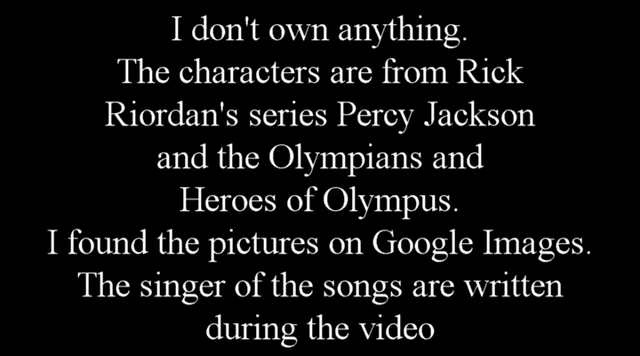 I don't own anything.
The characters are from Rick
Riordan's series Percy Jackson
and the Olympians and
Heroes of Olympus.
I found the pictures on Google Images.
The singer of the songs are written
during the video